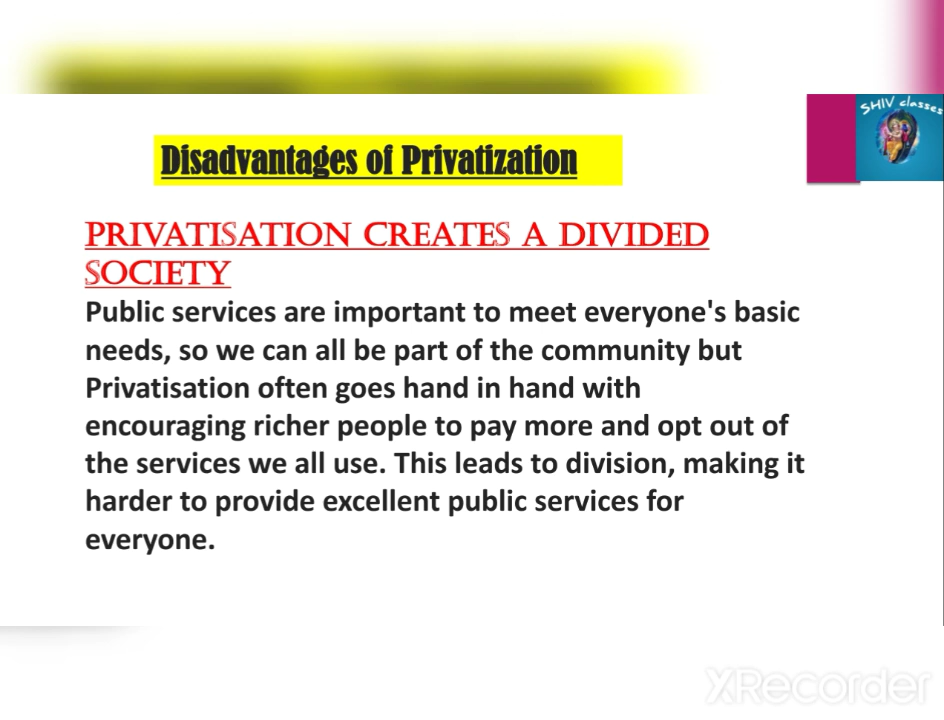 SHIV classes
Disadvantages of Privatization
PRIVATISATION CREATES A DIVIDED
SOCIETY
Public services are important to meet everyone's basic
needs, so we can all be part of the community but
Privatisation often goes hand in hand with
encouraging richer people to pay more and opt out of
the services we all use. This leads to division, making it
harder to provide excellent public services for
everyone.
XRecorder